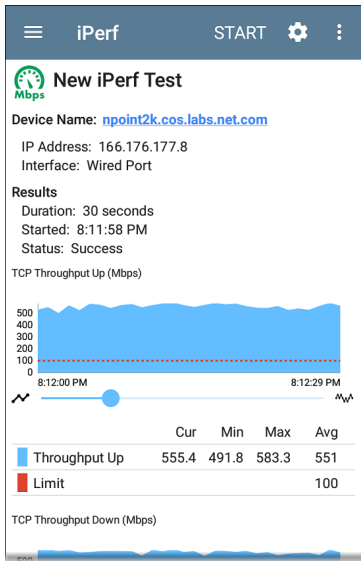 iPerf START
Mbps
New iPerf Test
Device Name: npoint2k.cos.labs.net.com
IP Address: 166.176.177.8
Interface: Wired Port
Results
Duration: 30 seconds
Started: 8:11:58 PM
Status: Success
TCP Throughput Up (Mbps)
500
400
300
200
100
0
8:12:00 PM 8:12:29 PM
Cur Min Max Avg
Throughput Up 555.4 491.8 583.3 551
Limit 100
TCP Throughput Down (Mbps)
500